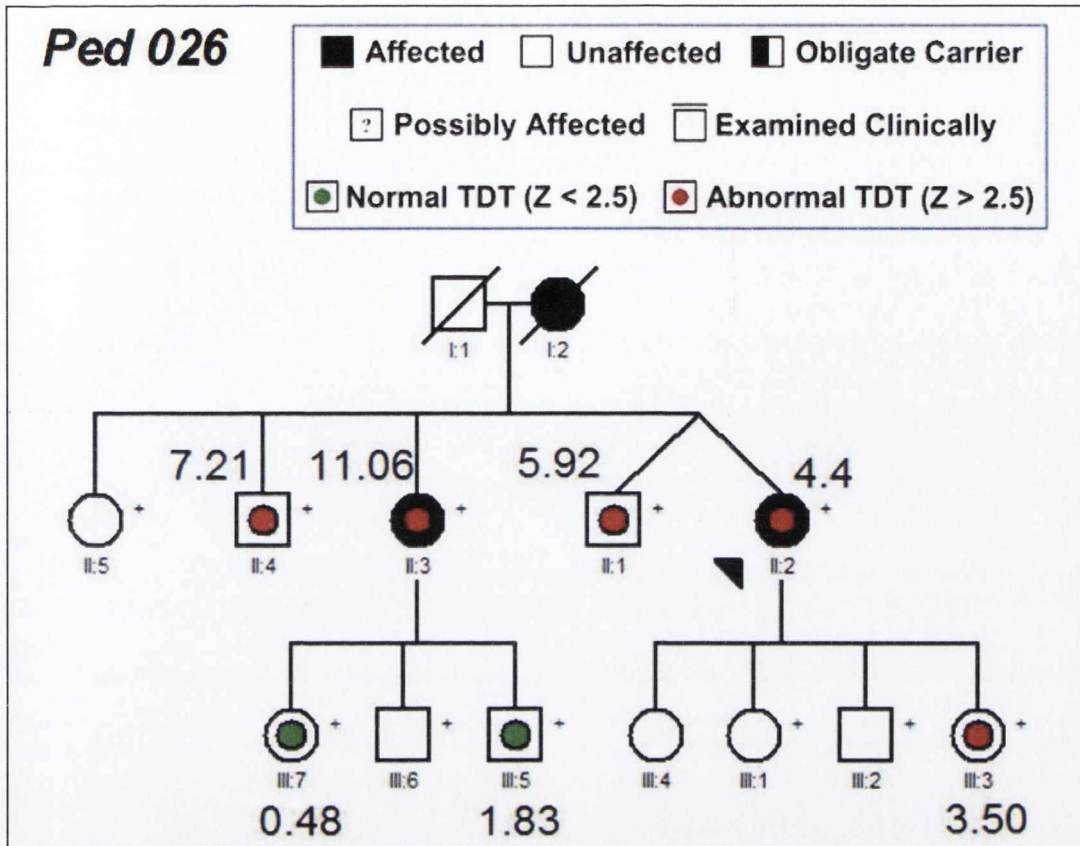 Ped 026
Affected Unaffected Obligate Carrier
? Possibly Affected Examined Clinically
Normal TDT (Z < 2.5) Abnormal TDT (Z > 2.5)
I:1 I:2
7.21 11.06 5.92 4.4
+ + + + +
II:5 II:4 II:3 II:1 II:2
+ + + + + +
III:7 III:6 III:5 III:4 III:1 III:2 III:3
0.48 1.83 3.50